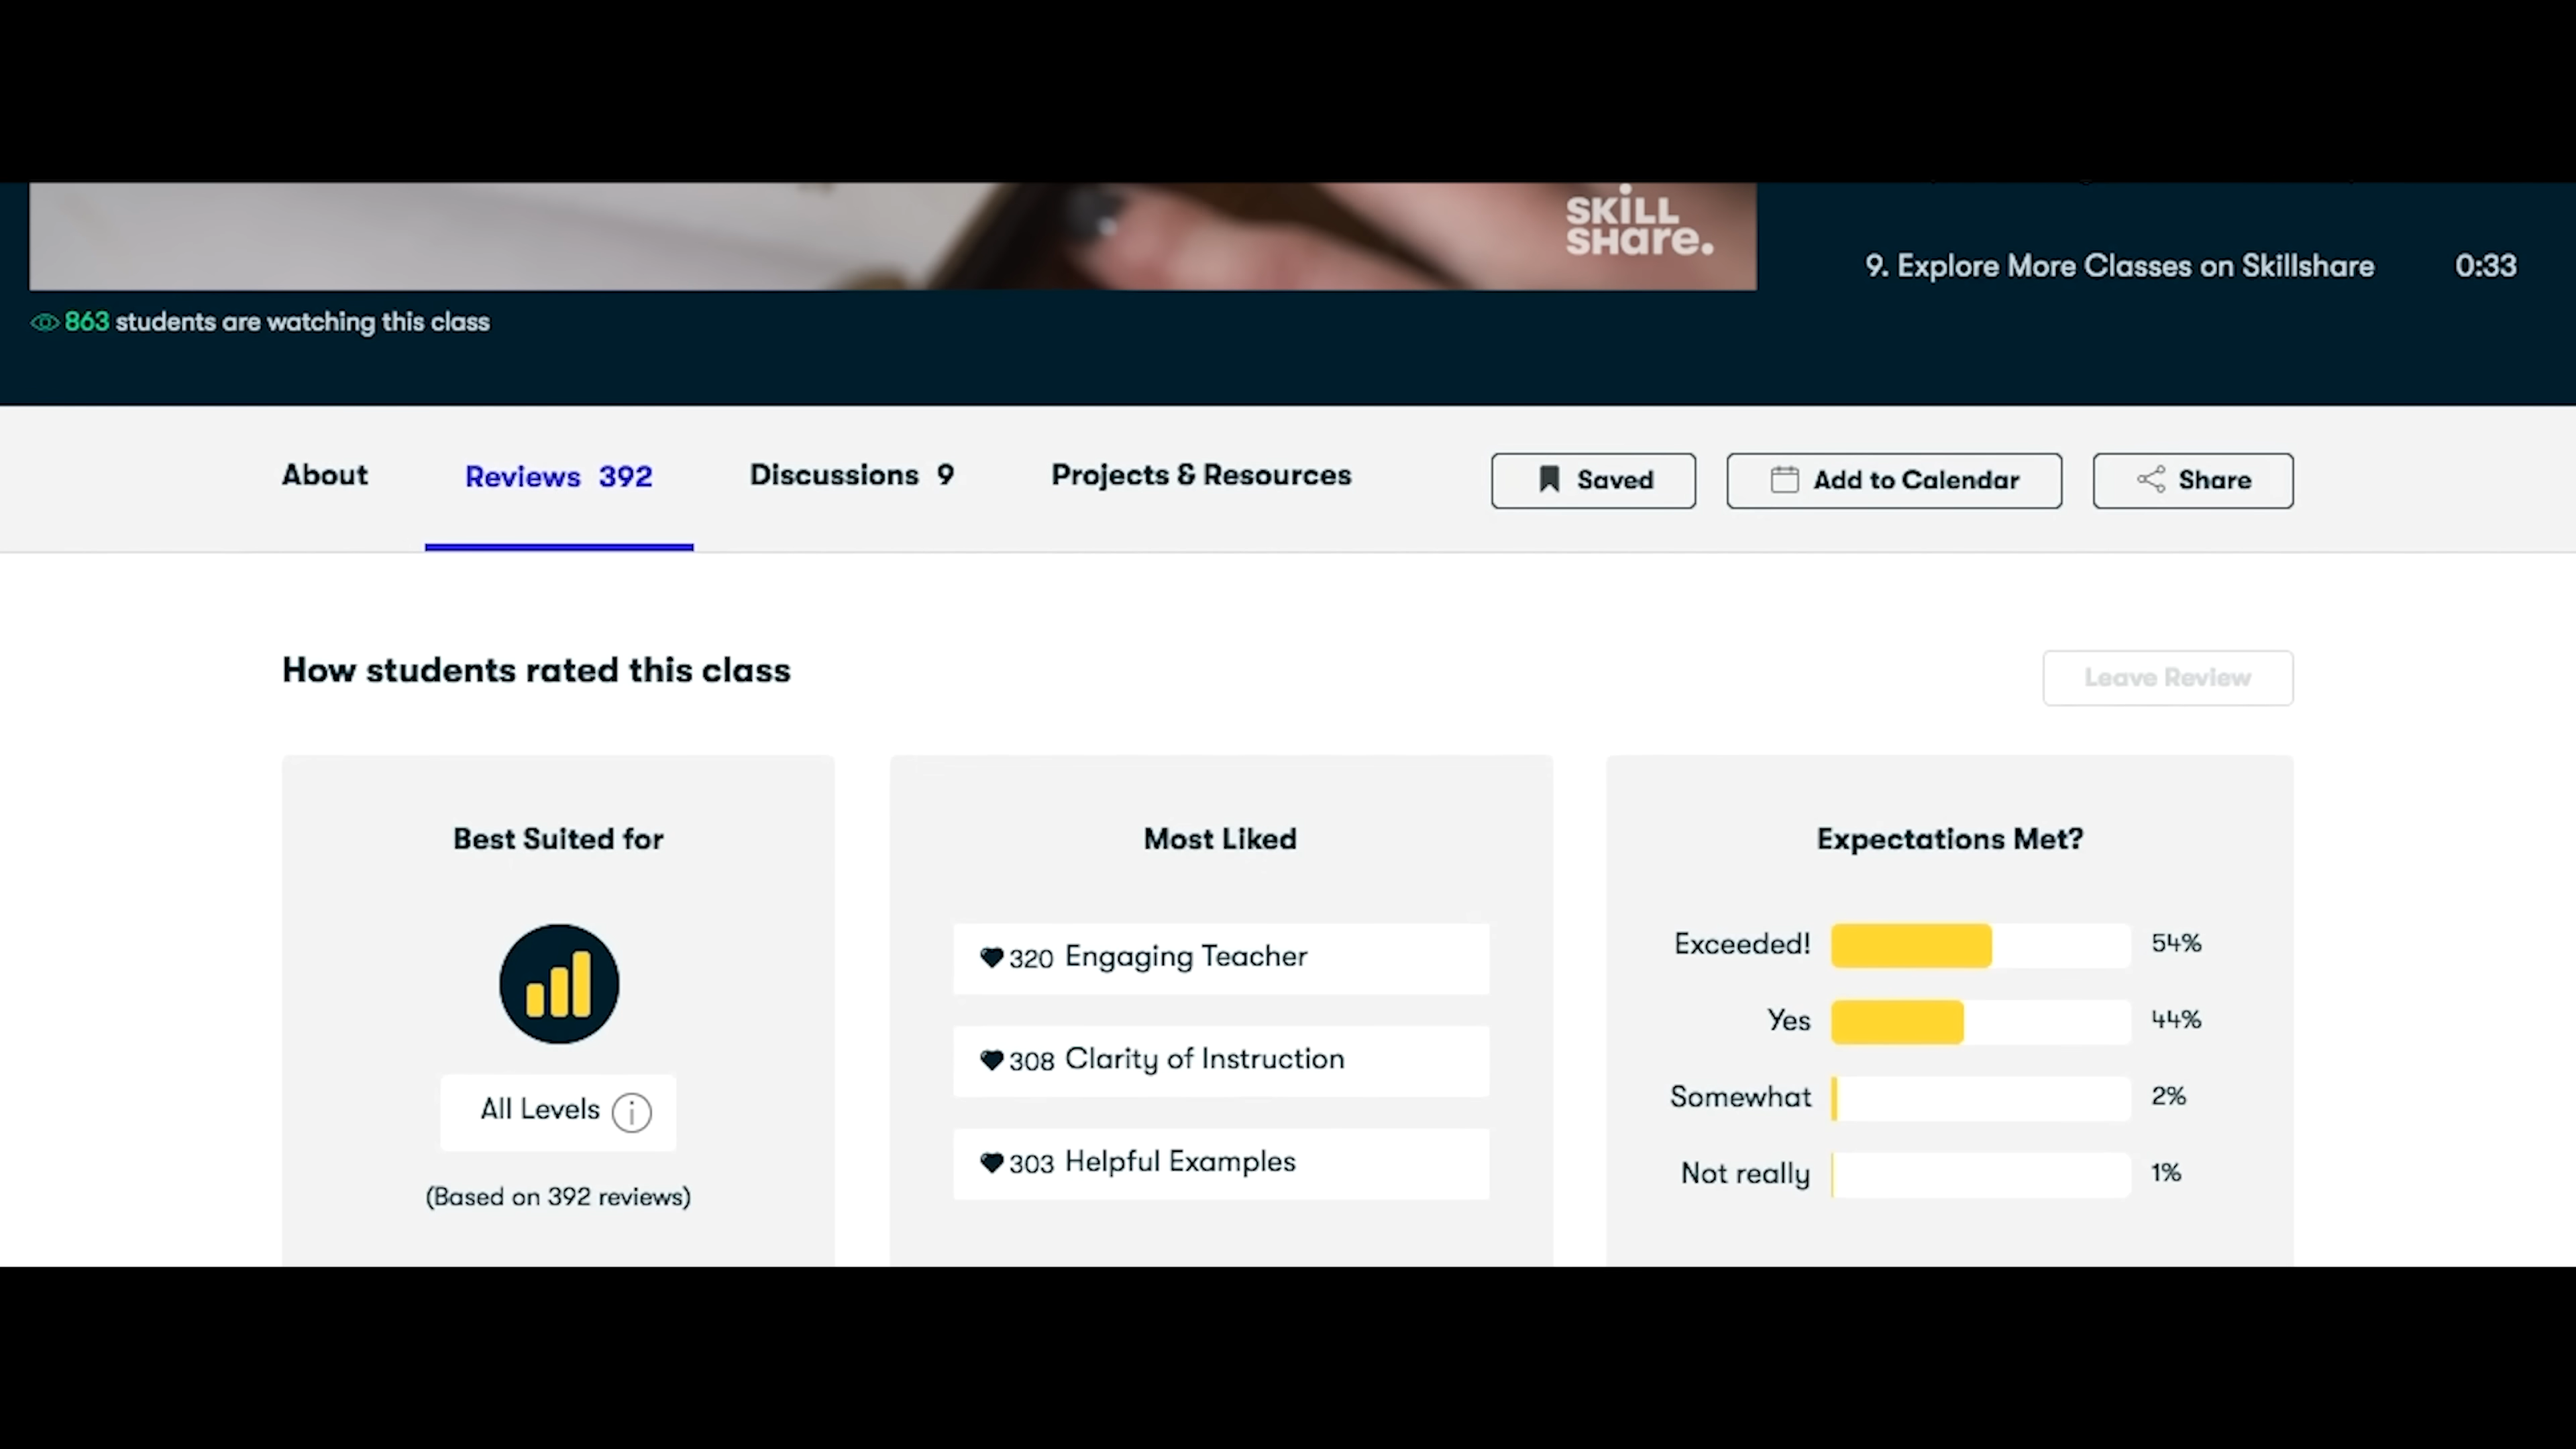 SKILL
SHare.
9. Explore More Classes on Skillshare 0:33
863 students are watching this class
About Reviews 392 Discussions 9 Projects & Resources Saved Add to Calendar Share
How students rated this class Leave Review
Best Suited for
All Levels
(Based on 392 reviews)
Most Liked
320 Engaging Teacher
308 Clarity of Instruction
303 Helpful Examples
Expectations Met?
Exceeded! 54%
Yes 44%
Somewhat 2%
Not really 1%